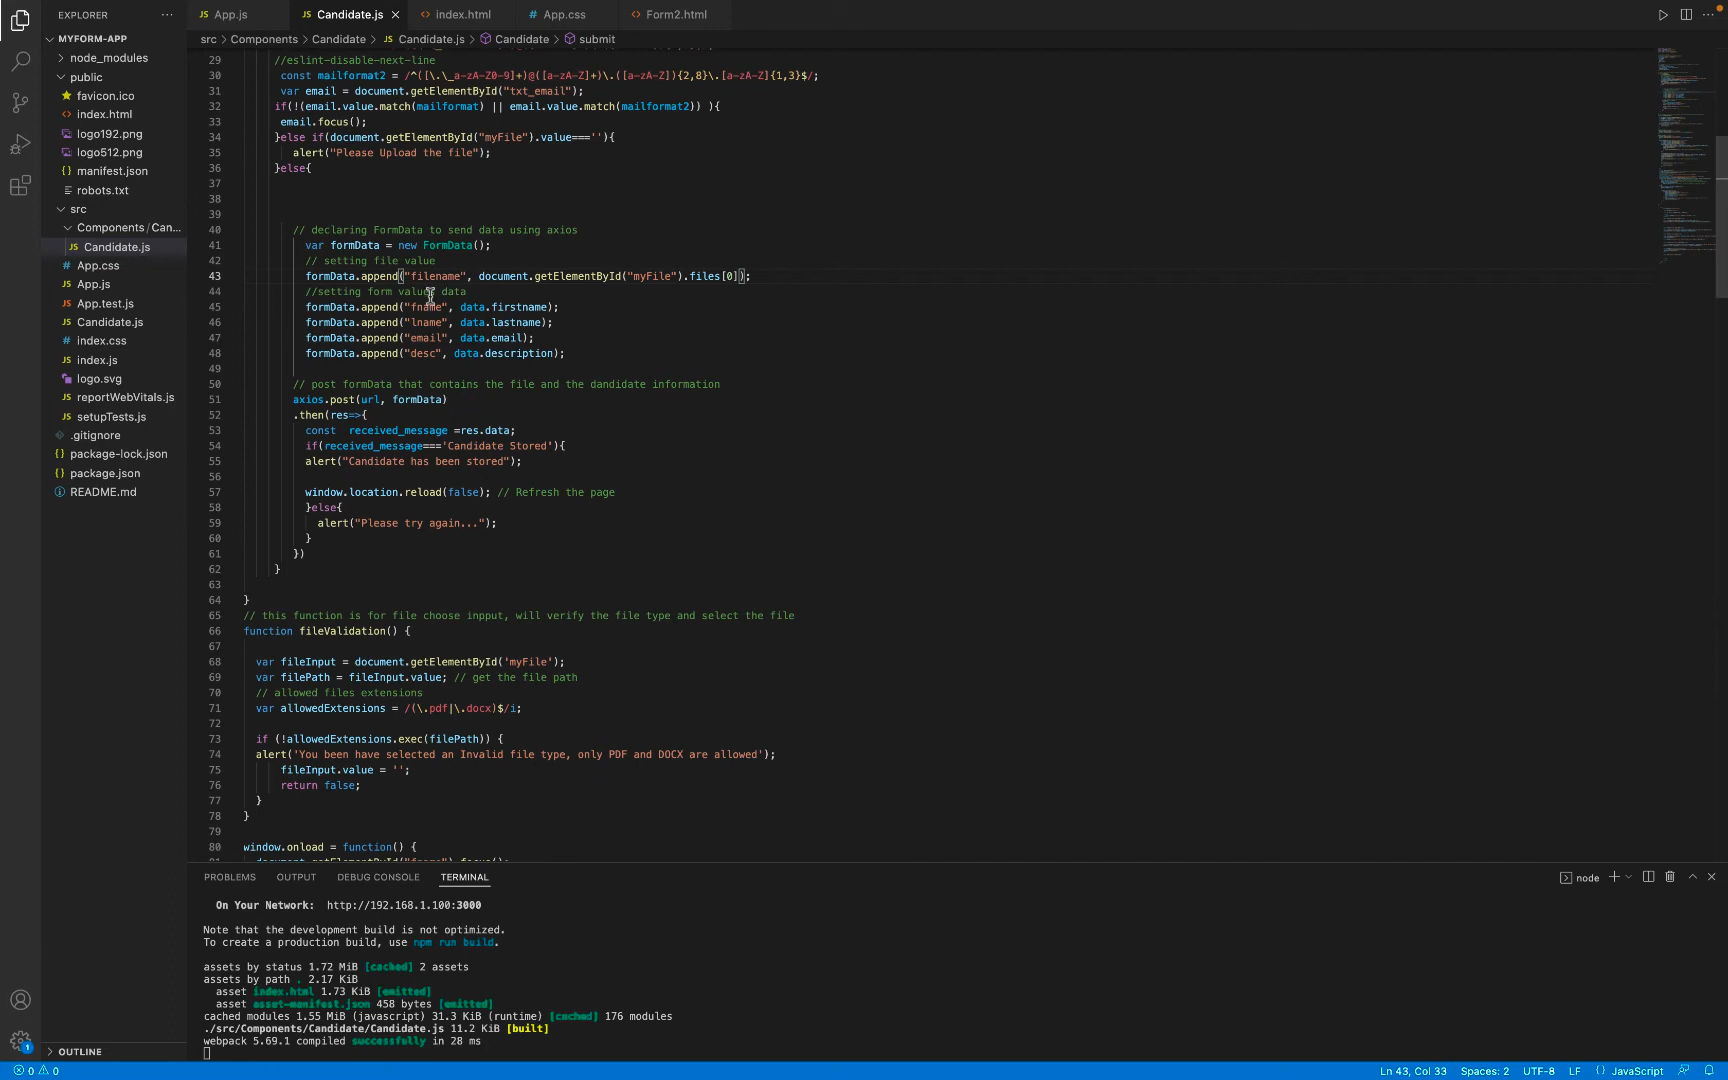 EXPLORER
MYFORM-APP
node_modules
public
favicon.ico
index.html
logo192.png
logo512.png
manifest.json
robots.txt
src
Components / Can...
Candidate.js
App.css
App.js
App.test.js
Candidate.js
index.css
index.js
logo.svg
reportWebVitals.js
setupTests.js
.gitignore
package-lock.json
package.json
README.md
OUTLINE
App.js Candidate.js index.html App.css Form2.html
src > Components > Candidate > Candidate.js > Candidate > submit
29 //eslint-disable-next-line
30 const mailformat2 = /^([\.\_a-zA-Z0-9]+)@([a-zA-Z]+)\.([a-zA-Z]){2,8}\.[a-zA-Z]{1,3}$/;
31 var email = document.getElementById("txt_email");
32 if(!(email.value.match(mailformat) || email.value.match(mailformat2)) ){
33 email.focus();
34 }else if(document.getElementById("myFile").value===''){
35 alert("Please Upload the file");
36 }else{
37
38
39
40 // declaring FormData to send data using axios
41 var formData = new FormData();
42 // setting file value
43 formData.append("filename", document.getElementById("myFile").files[0]);
44 //setting form value data
45 formData.append("fname", data.firstname);
46 formData.append("lname", data.lastname);
47 formData.append("email", data.email);
48 formData.append("desc", data.description);
49
50 // post formData that contains the file and the dandidate information
51 axios.post(url, formData)
52 .then(res=>{
53 const received_message =res.data;
54 if(received_message==='Candidate Stored'){
55 alert("Candidate has been stored");
56
57 window.location.reload(false); // Refresh the page
58 }else{
59 alert("Please try again...");
60 }
61 })
62 }
63
64 }
65 // this function is for file choose inpput, will verify the file type and select the file
66 function fileValidation() {
67
68 var fileInput = document.getElementById('myFile');
69 var filePath = fileInput.value; // get the file path
70 // allowed files extensions
71 var allowedExtensions = /(\.pdf|\.docx)$/i;
72
73 if (!allowedExtensions.exec(filePath)) {
74 alert('You been have selected an Invalid file type, only PDF and DOCX are allowed');
75 fileInput.value = '';
76 return false;
77 }
78 }
79
80 window.onload = function() {
PROBLEMS OUTPUT DEBUG CONSOLE TERMINAL
node
On Your Network: http://192.168.1.100:3000
Note that the development build is not optimized.
To create a production build, use npm run build.
assets by status 1.72 MiB [cached] 2 assets
assets by path . 2.17 KiB
asset index.html 1.73 KiB [emitted]
asset asset-manifest.json 458 bytes [emitted]
cached modules 1.55 MiB (javascript) 31.3 KiB (runtime) [cached] 176 modules
./src/Components/Candidate/Candidate.js 11.2 KiB [built]
webpack 5.69.1 compiled successfully in 28 ms
1
0 0
Ln 43, Col 33 Spaces: 2 UTF-8 LF JavaScript